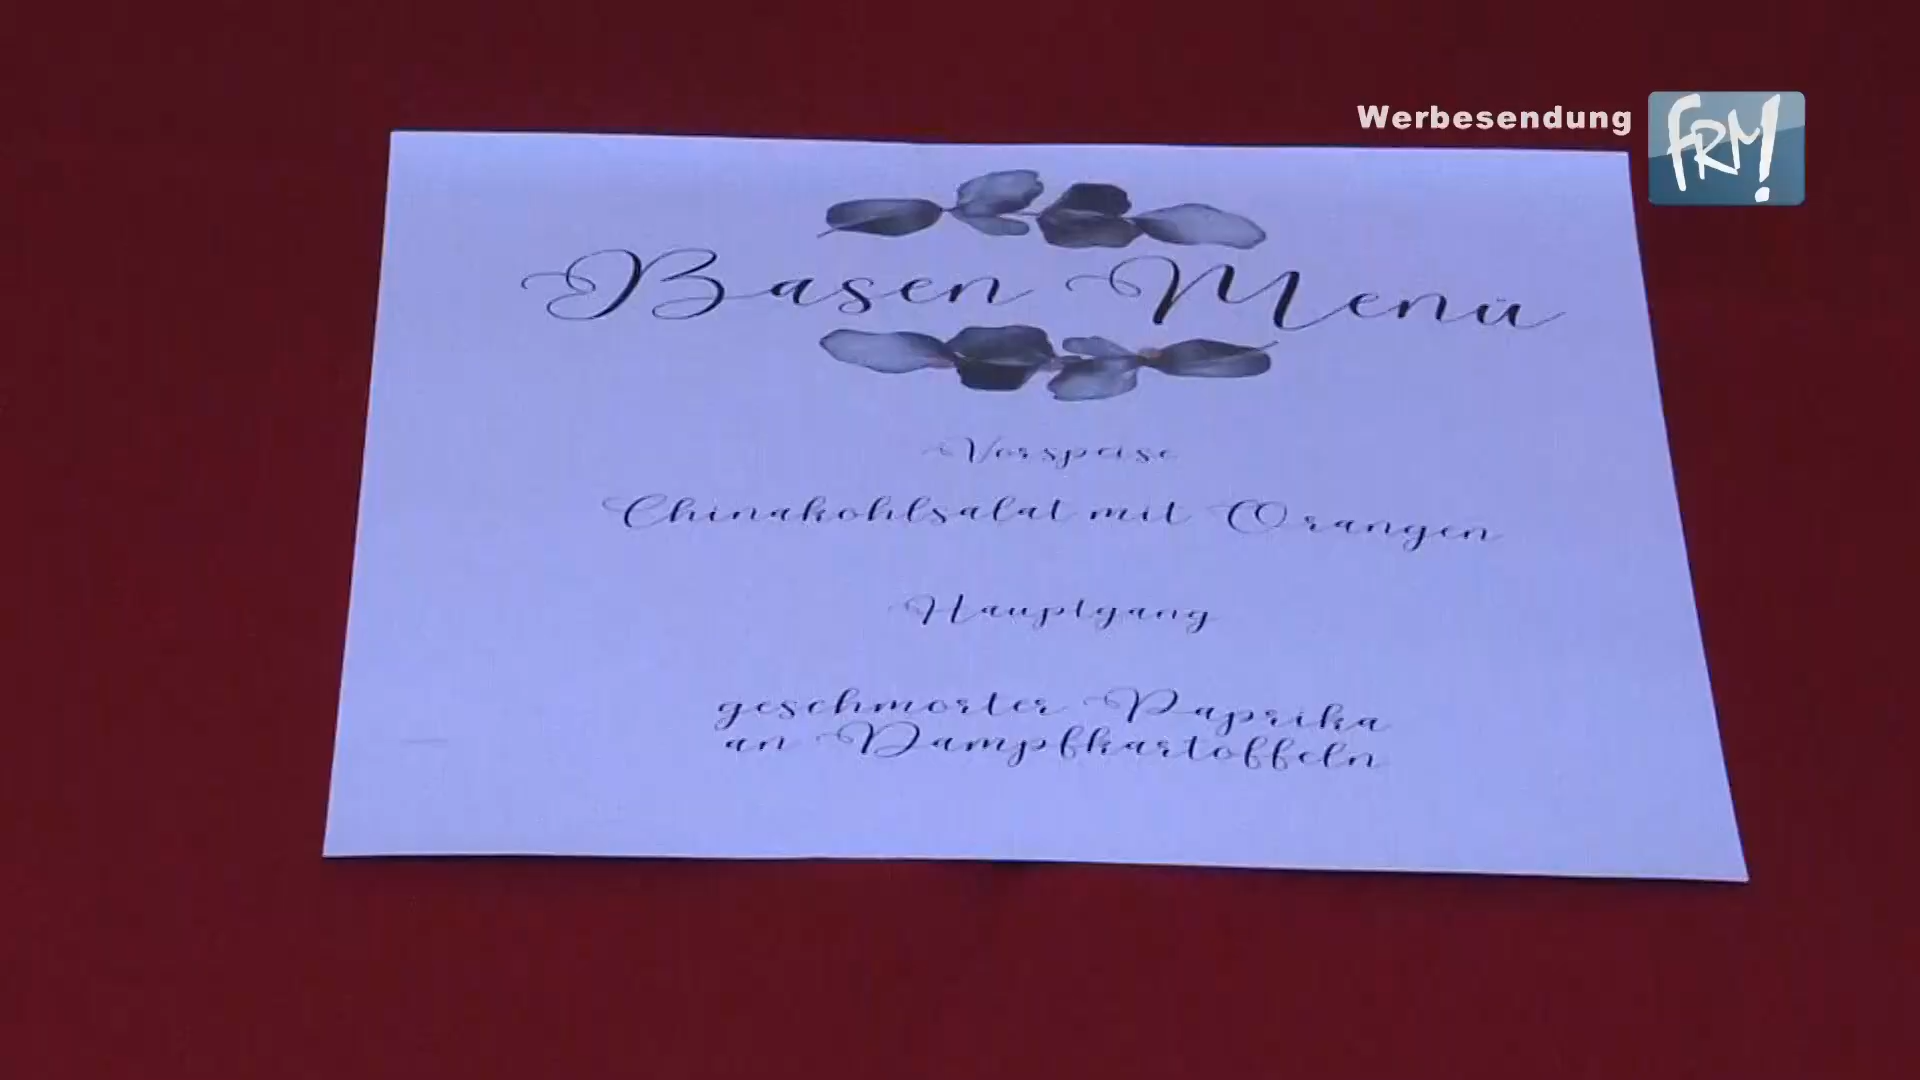 Werbesendung
FRM!
Basen Menü
Vorspeise
Chinakohlsalat mit Orangen
Hauptgang
geschmorter Paprika
an Dampfkartoffeln